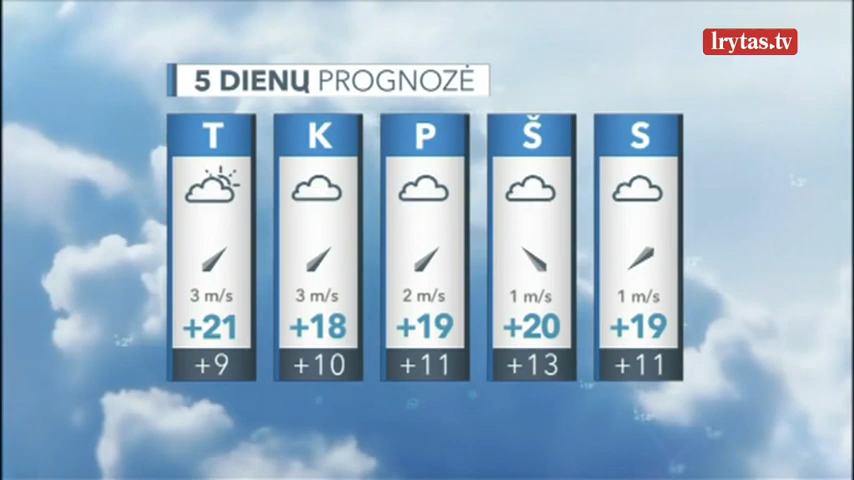 lrytas.tv
5 DIENŲ PROGNOZĖ
T K P Š S
3 m/s 3 m/s 2 m/s 1 m/s 1 m/s
+21 +18 +19 +20 +19
+9 +10 +11 +13 +11